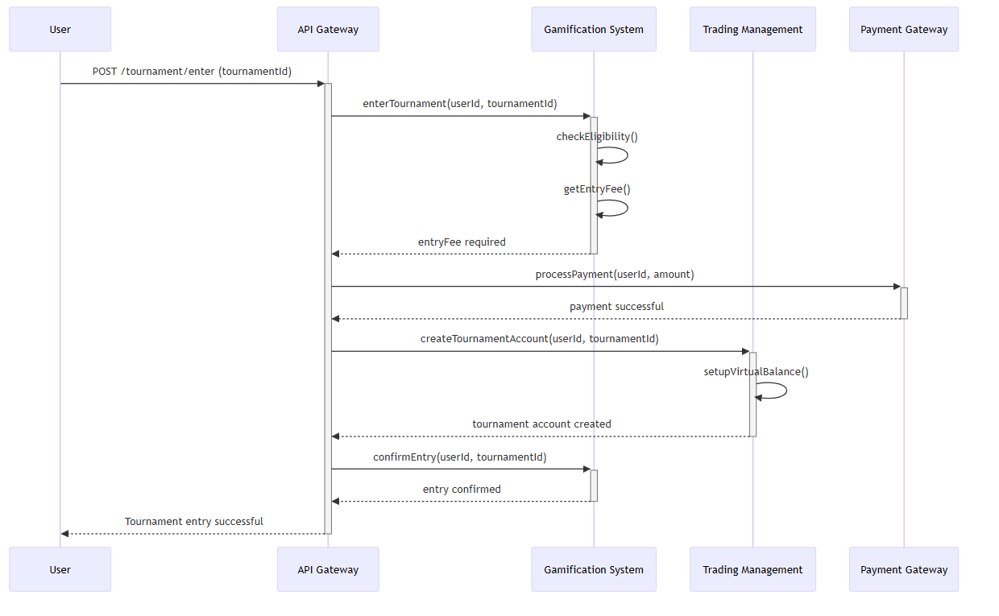 User
API Gateway
Gamification System
Trading Management
Payment Gateway
POST /tournament/enter (tournamentId)
enterTournament(userId, tournamentId)
checkEligibility()
getEntryFee()
entryFee required
processPayment(userId, amount)
payment successful
createTournamentAccount(userId, tournamentId)
setupVirtualBalance()
tournament account created
confirmEntry(userId, tournamentId)
entry confirmed
Tournament entry successful
User
API Gateway
Gamification System
Trading Management
Payment Gateway